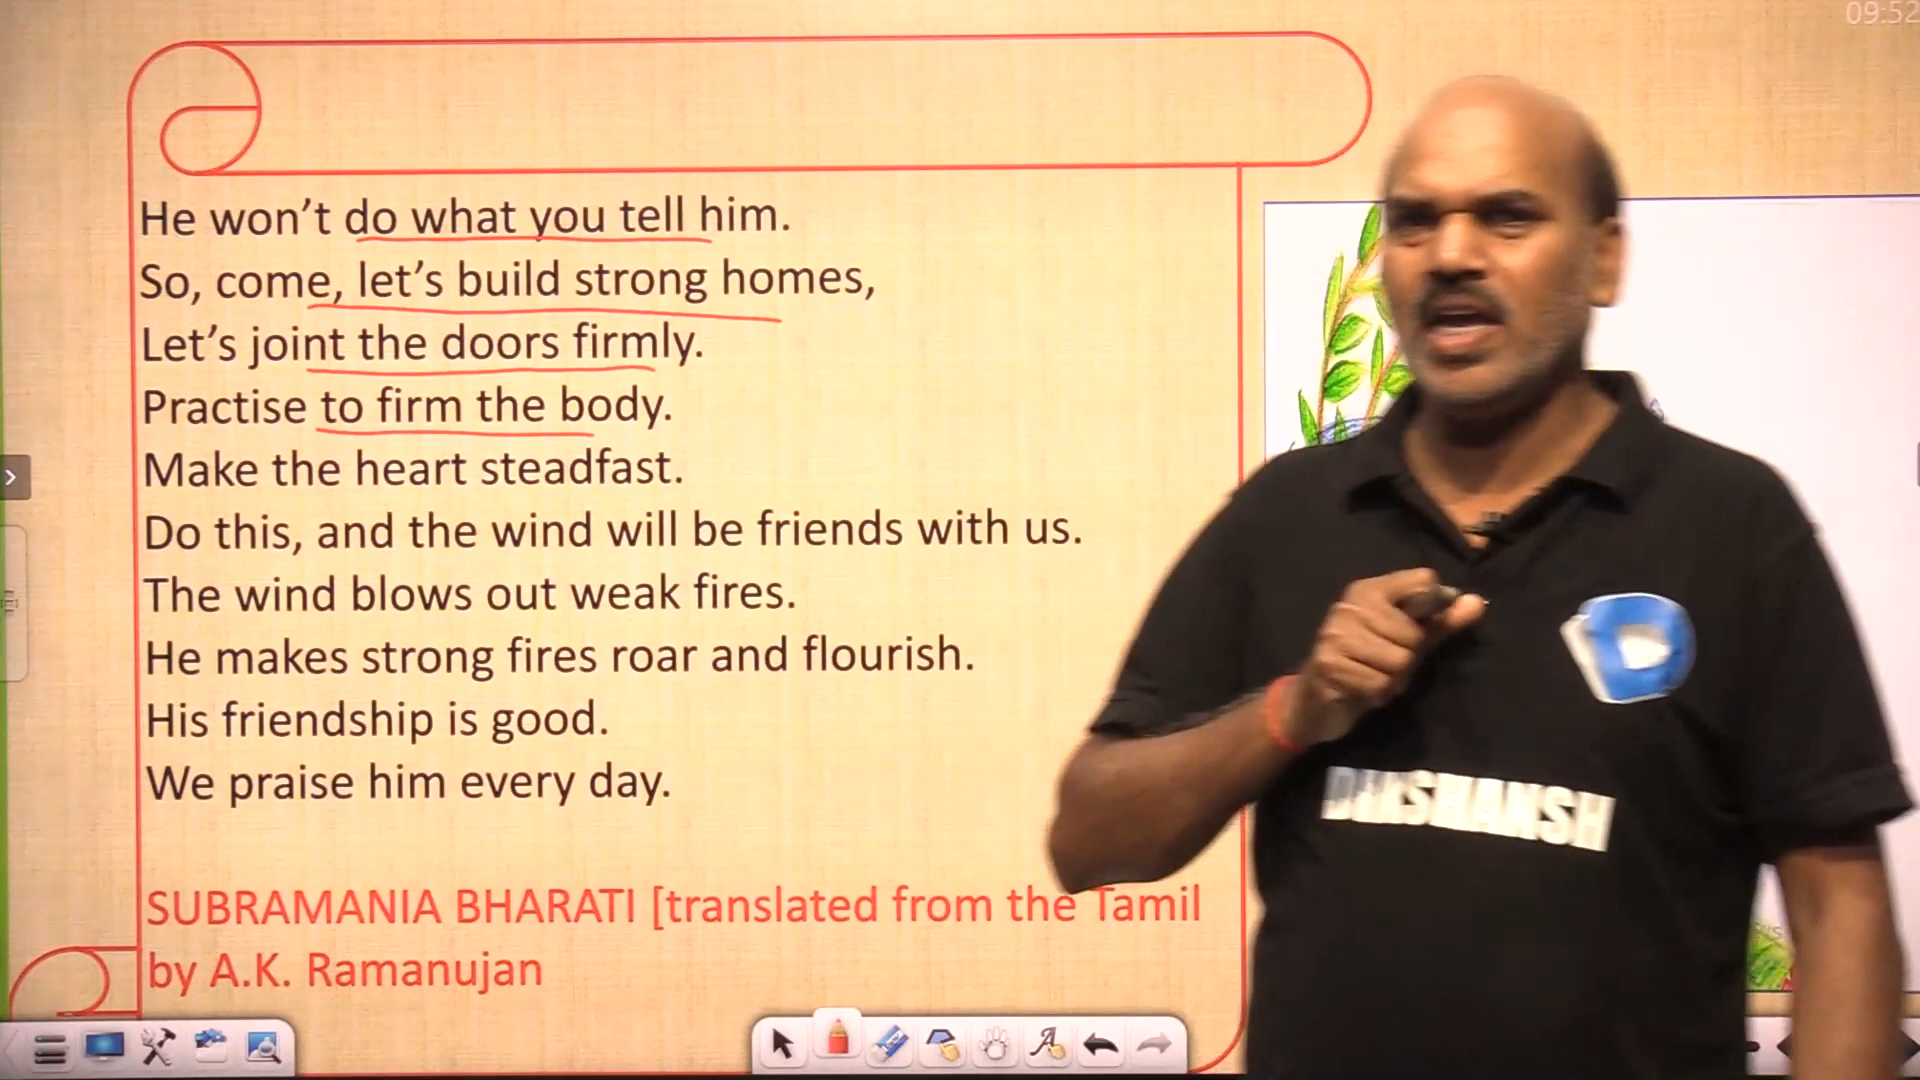 09:52
He won’t do what you tell him.
So, come, let’s build strong homes,
Let’s joint the doors firmly.
Practise to firm the body.
Make the heart steadfast.
Do this, and the wind will be friends with us.
The wind blows out weak fires.
He makes strong fires roar and flourish.
His friendship is good.
We praise him every day.
SUBRAMANIA BHARATI [translated from the Tamil
by A.K. Ramanujan
D
DAKSHANSH